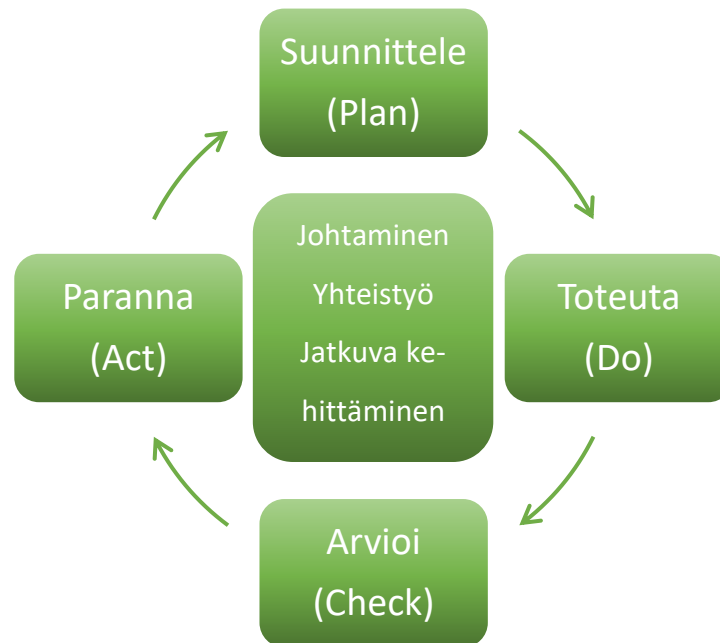 Suunnittele
(Plan)
Johtaminen
Yhteistyö
Jatkuva ke-
hittäminen
Paranna
(Act)
Toteuta
(Do)
Arvioi
(Check)